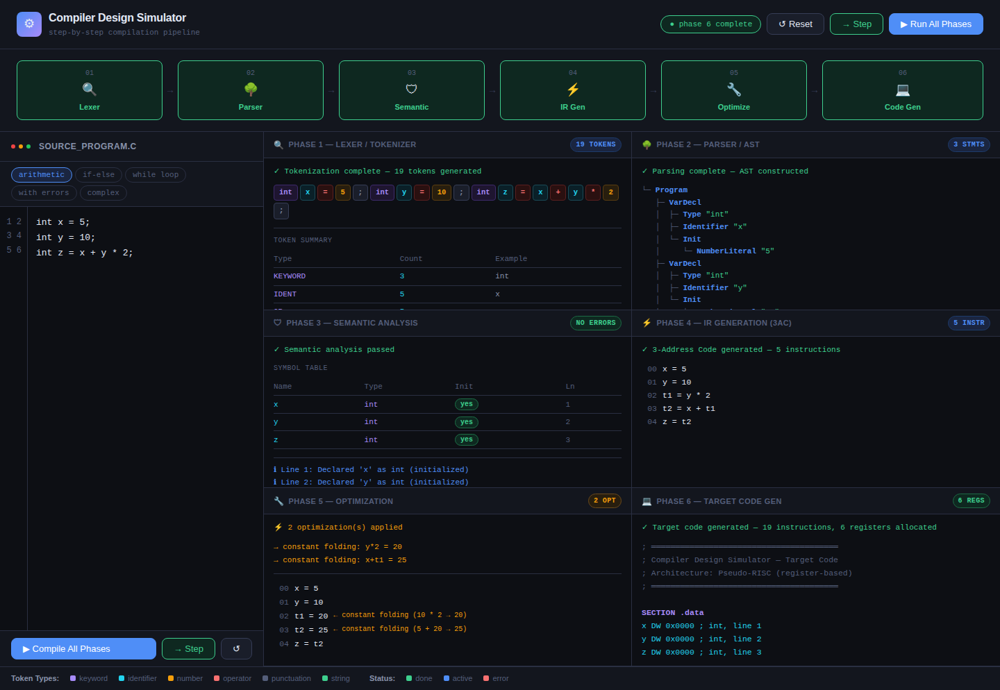 Compiler Design Simulator
step-by-step compilation pipeline
● phase 6 complete
↺ Reset
→ Step
▶ Run All Phases
01
Lexer
→
02
Parser
→
03
Semantic
→
04
IR Gen
→
05
Optimize
→
06
Code Gen
SOURCE_PROGRAM.C
arithmetic
if-else
while loop
with errors
complex
1 2
3 4
5 6
int x = 5;
int y = 10;
int z = x + y * 2;
▶ Compile All Phases
→ Step
↺
PHASE 1 — LEXER / TOKENIZER
19 TOKENS
✓ Tokenization complete — 19 tokens generated
int x = 5 ; int y = 10 ; int z = x + y * 2
;
TOKEN SUMMARY
Type Count Example
KEYWORD 3 int
IDENT 5 x
PHASE 2 — PARSER / AST
3 STMTS
✓ Parsing complete — AST constructed
└─ Program
├─ VarDecl
│ ├─ Type "int"
│ ├─ Identifier "x"
│ └─ Init
│ └─ NumberLiteral "5"
├─ VarDecl
│ ├─ Type "int"
│ ├─ Identifier "y"
│ └─ Init
PHASE 3 — SEMANTIC ANALYSIS
NO ERRORS
✓ Semantic analysis passed
SYMBOL TABLE
Name Type Init Ln
x int yes 1
y int yes 2
z int yes 3
ℹ Line 1: Declared 'x' as int (initialized)
ℹ Line 2: Declared 'y' as int (initialized)
PHASE 4 — IR GENERATION (3AC)
5 INSTR
✓ 3-Address Code generated — 5 instructions
00 x = 5
01 y = 10
02 t1 = y * 2
03 t2 = x + t1
04 z = t2
PHASE 5 — OPTIMIZATION
2 OPT
⚡ 2 optimization(s) applied
→ constant folding: y*2 = 20
→ constant folding: x+t1 = 25
00 x = 5
01 y = 10
02 t1 = 20 ← constant folding (10 * 2 → 20)
03 t2 = 25 ← constant folding (5 + 20 → 25)
04 z = t2
PHASE 6 — TARGET CODE GEN
6 REGS
✓ Target code generated — 19 instructions, 6 registers allocated
; ═══════════════════════════════════════
; Compiler Design Simulator — Target Code
; Architecture: Pseudo-RISC (register-based)
; ═══════════════════════════════════════
SECTION .data
x DW 0x0000 ; int, line 1
y DW 0x0000 ; int, line 2
z DW 0x0000 ; int, line 3
Token Types: keyword identifier number operator punctuation string Status: done active error